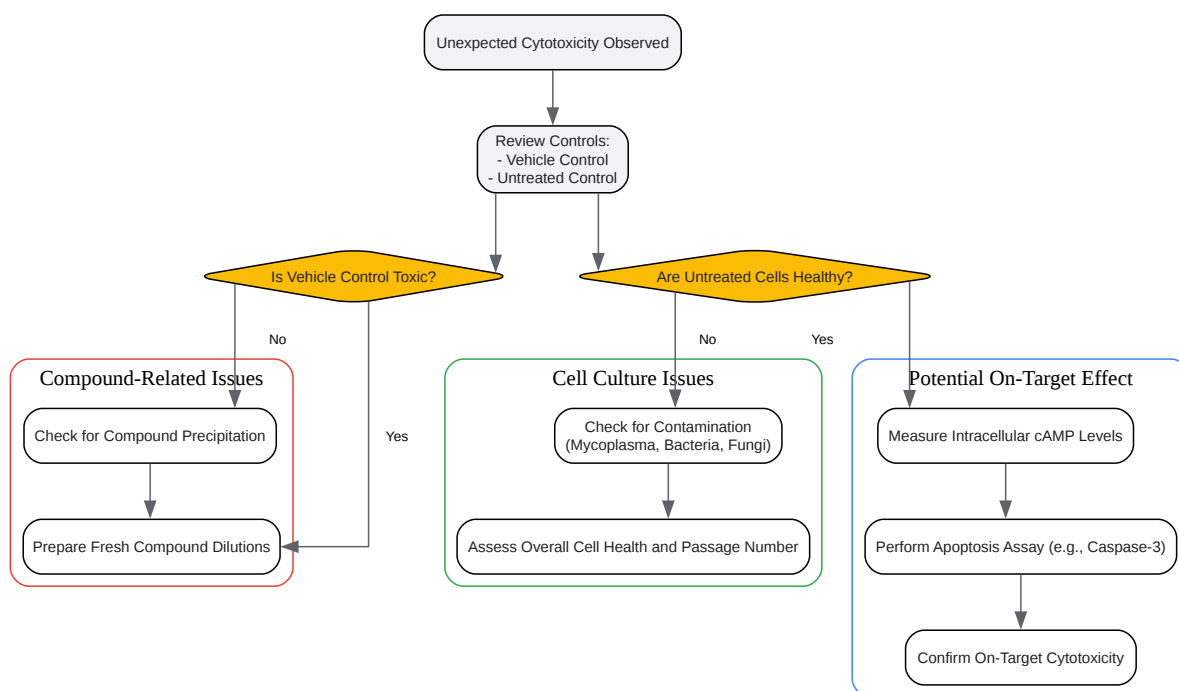 Unexpected Cytotoxicity Observed
Review Controls:
- Vehicle Control
- Untreated Control
Is Vehicle Control Toxic?
Are Untreated Cells Healthy?
No
No
Yes
Compound-Related Issues
Cell Culture Issues
Potential On-Target Effect
Check for Compound Precipitation
Yes
Check for Contamination
(Mycoplasma, Bacteria, Fungi)
Measure Intracellular cAMP Levels
Prepare Fresh Compound Dilutions
Assess Overall Cell Health and Passage Number
Perform Apoptosis Assay (e.g., Caspase-3)
Confirm On-Target Cytotoxicity